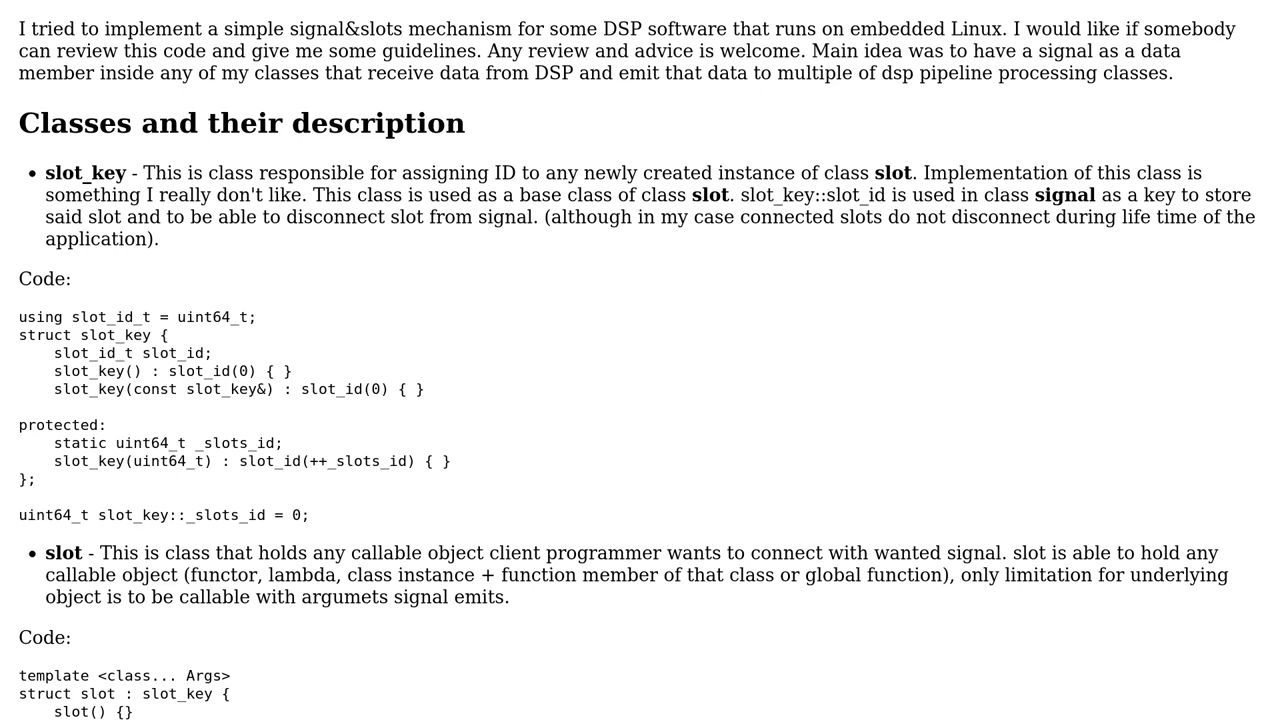 I tried to implement a simple signal&slots mechanism for some DSP software that runs on embedded Linux. I would like if somebody
can review this code and give me some guidelines. Any review and advice is welcome. Main idea was to have a signal as a data
member inside any of my classes that receive data from DSP and emit that data to multiple of dsp pipeline processing classes.
Classes and their description
• slot_key - This is class responsible for assigning ID to any newly created instance of class slot. Implementation of this class is
something I really don't like. This class is used as a base class of class slot. slot_key::slot_id is used in class signal as a key to store
said slot and to be able to disconnect slot from signal. (although in my case connected slots do not disconnect during life time of the
application).
Code:
using slot_id_t = uint64_t;
struct slot_key {
    slot_id_t slot_id;
    slot_key() : slot_id(0) { }
    slot_key(const slot_key&) : slot_id(0) { }
protected:
    static uint64_t _slots_id;
    slot_key(uint64_t) : slot_id(++_slots_id) { }
};
uint64_t slot_key::_slots_id = 0;
• slot - This is class that holds any callable object client programmer wants to connect with wanted signal. slot is able to hold any
callable object (functor, lambda, class instance + function member of that class or global function), only limitation for underlying
object is to be callable with argumets signal emits.
Code:
template <class... Args>
struct slot : slot_key {
    slot() {}